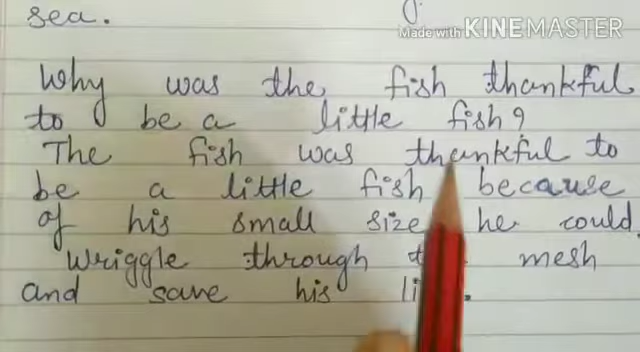 sea.
Made with KINEMASTER
Why was the fish thankful
to be a little fish?
The fish was thankful to
be a little fish because
of his small size he could
wriggle through mesh
and save his